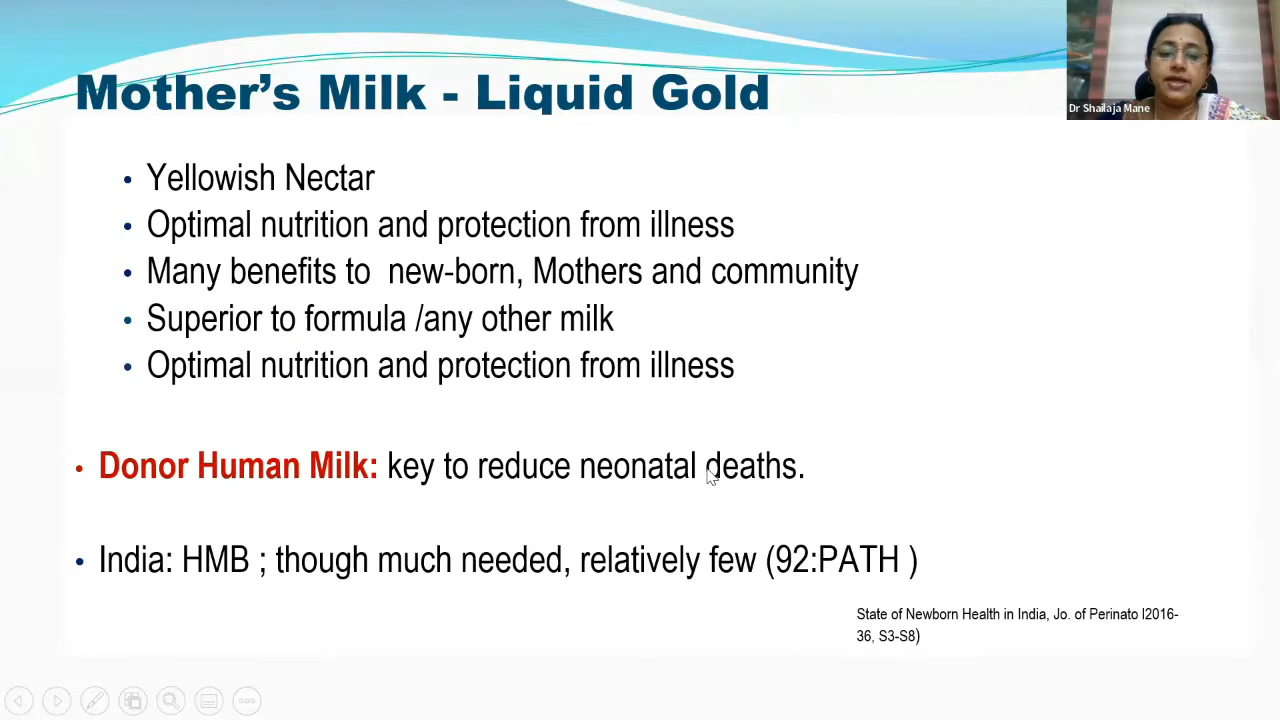 Mother’s Milk - Liquid Gold
Dr Shailaja Mane
• Yellowish Nectar
• Optimal nutrition and protection from illness
• Many benefits to new-born, Mothers and community
• Superior to formula /any other milk
• Optimal nutrition and protection from illness
• Donor Human Milk: key to reduce neonatal deaths.
• India: HMB ; though much needed, relatively few (92:PATH )
State of Newborn Health in India, Jo. of Perinato l2016-
36, S3-S8)